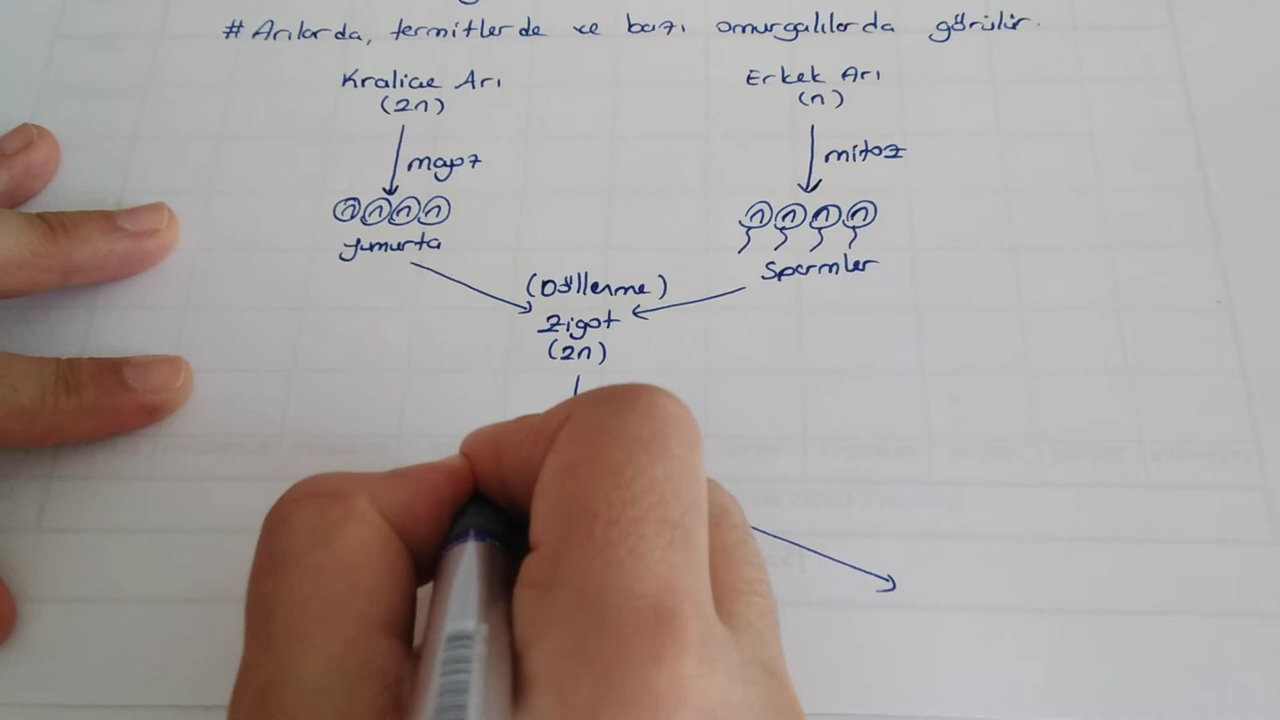 # Arılarda, termitlerde ve bazı omurgalılarda görülür.
Kraliçe Arı
(2n)
mayoz
n n n n
yumurta
Erkek Arı
(n)
mitoz
n n n n
Spermler
(Döllenme)
Zigot
(2n)